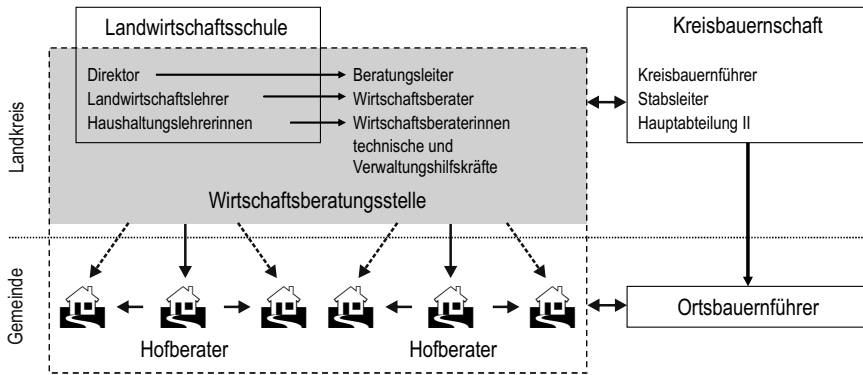 Landwirtschaftsschule
Direktor
Landwirtschaftslehrer
Haushaltungslehrerinnen
Beratungsleiter
Wirtschaftsberater
Wirtschaftsberaterinnen
technische und
Verwaltungshilfskräfte
Wirtschaftsberatungsstelle
Kreisbauernschaft
Kreisbauernführer
Stabsleiter
Hauptabteilung II
Landkreis
Gemeinde
Hofberater
Hofberater
Ortsbauernführer